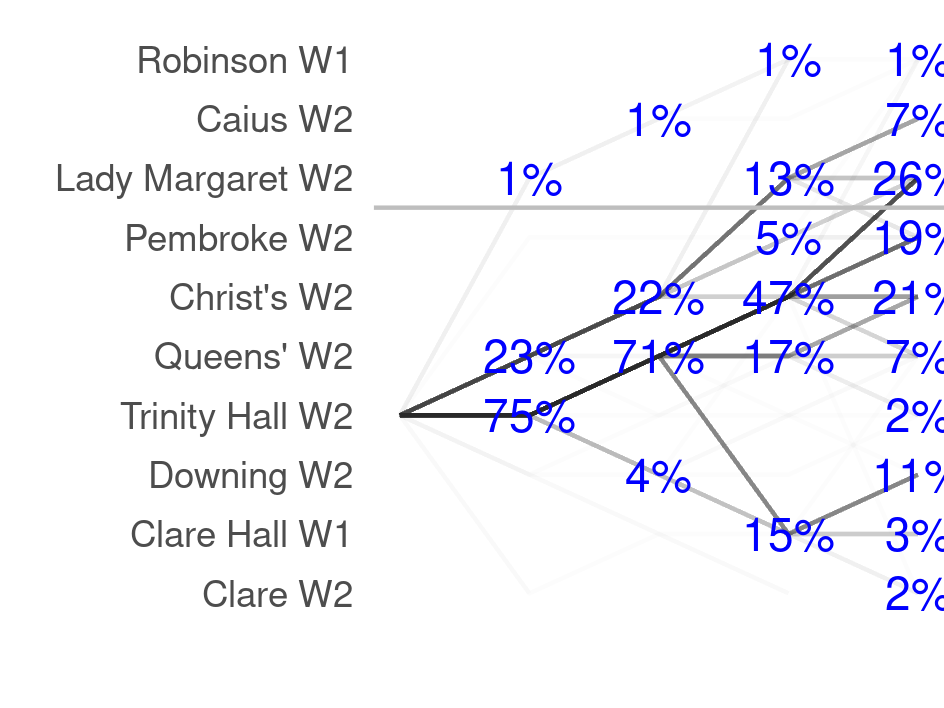 Robinson W1 1% 1%
Caius W2 1% 7%
Lady Margaret W2 1% 13% 26%
Pembroke W2 5% 19%
Christ's W2 22% 47% 21%
Queens' W2 23% 71% 17% 7%
Trinity Hall W2 75% 2%
Downing W2 4% 11%
Clare Hall W1 15% 3%
Clare W2 2%